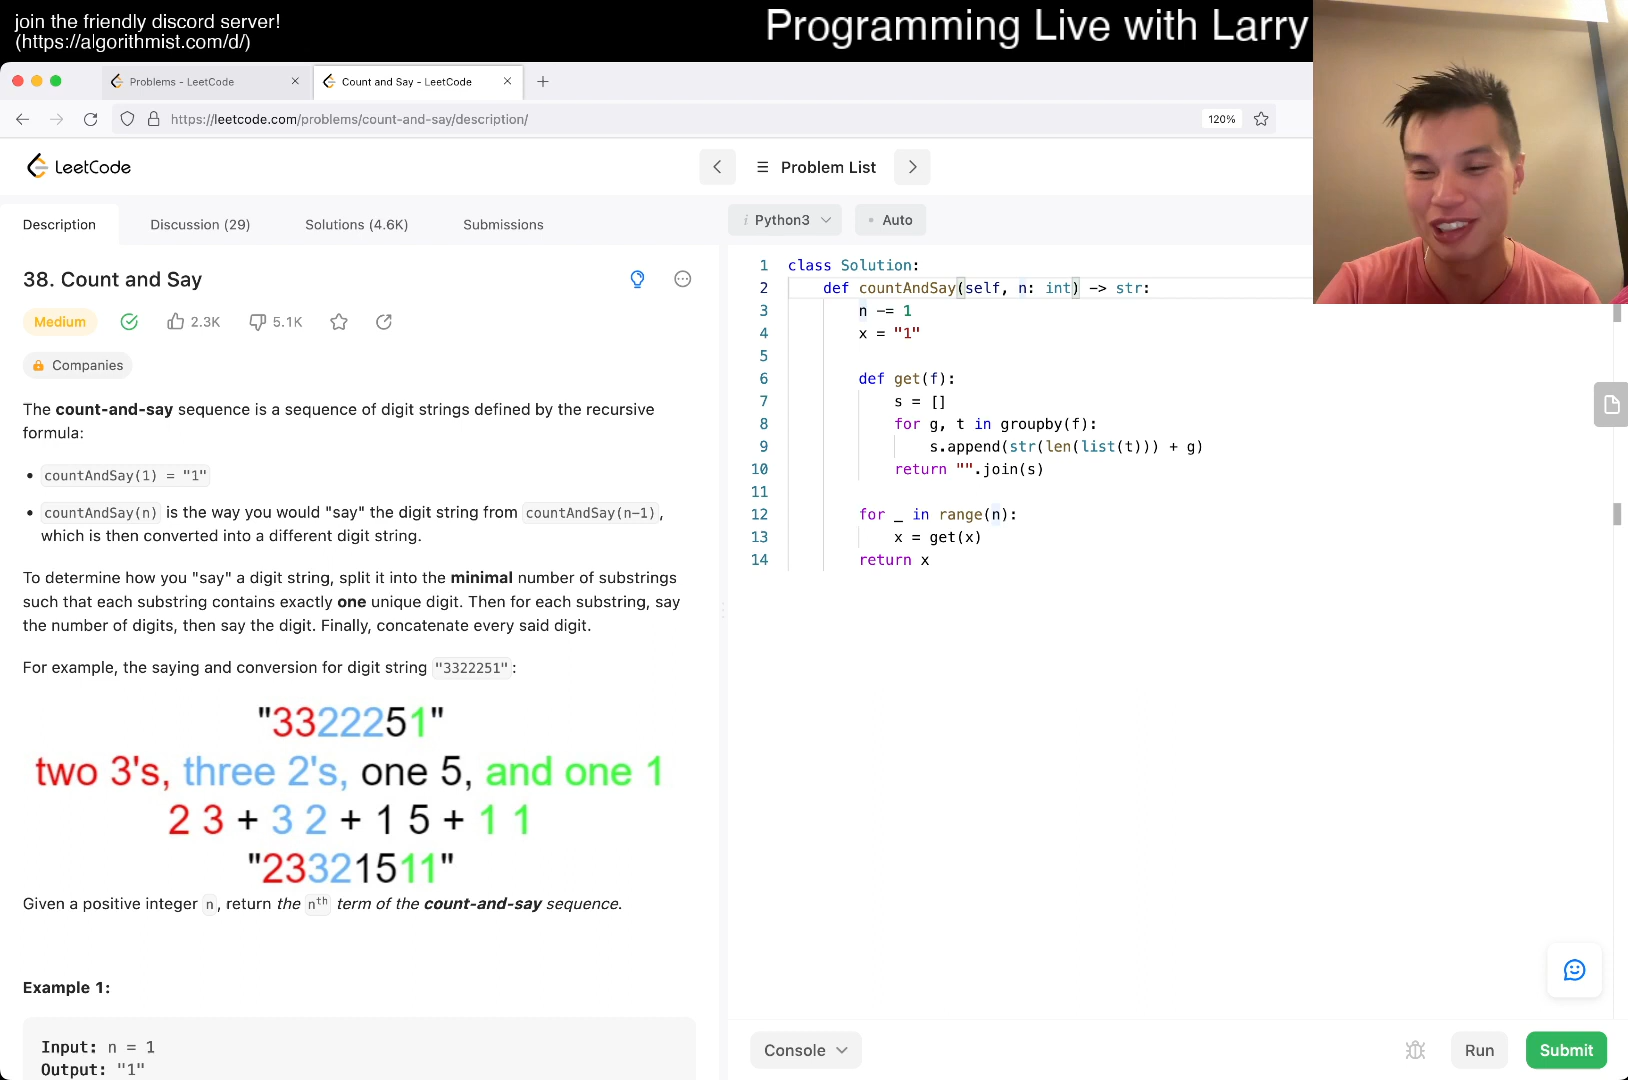 join the friendly discord server!
(https://algorithmist.com/d/)
Programming Live with Larry
Problems - LeetCode
Count and Say - LeetCode
https://leetcode.com/problems/count-and-say/description/
120%
LeetCode
Problem List
Description
Discussion (29)
Solutions (4.6K)
Submissions
38. Count and Say
Medium
2.3K
5.1K
Companies
The count-and-say sequence is a sequence of digit strings defined by the recursive
formula:
• countAndSay(1) = "1"
• countAndSay(n) is the way you would "say" the digit string from countAndSay(n-1),
which is then converted into a different digit string.
To determine how you "say" a digit string, split it into the minimal number of substrings
such that each substring contains exactly one unique digit. Then for each substring, say
the number of digits, then say the digit. Finally, concatenate every said digit.
For example, the saying and conversion for digit string "3322251":
"3322251"
two 3's, three 2's, one 5, and one 1
2 3 + 3 2 + 1 5 + 1 1
"23321511"
Given a positive integer n, return the nth term of the count-and-say sequence.
Example 1:
Input: n = 1
Output: "1"
i Python3
• Auto
1 class Solution:
2 def countAndSay(self, n: int) -> str:
3 n -= 1
4 x = "1"
5
6 def get(f):
7 s = []
8 for g, t in groupby(f):
9 s.append(str(len(list(t))) + g)
10 return "".join(s)
11
12 for _ in range(n):
13 x = get(x)
14 return x
Console
Run
Submit